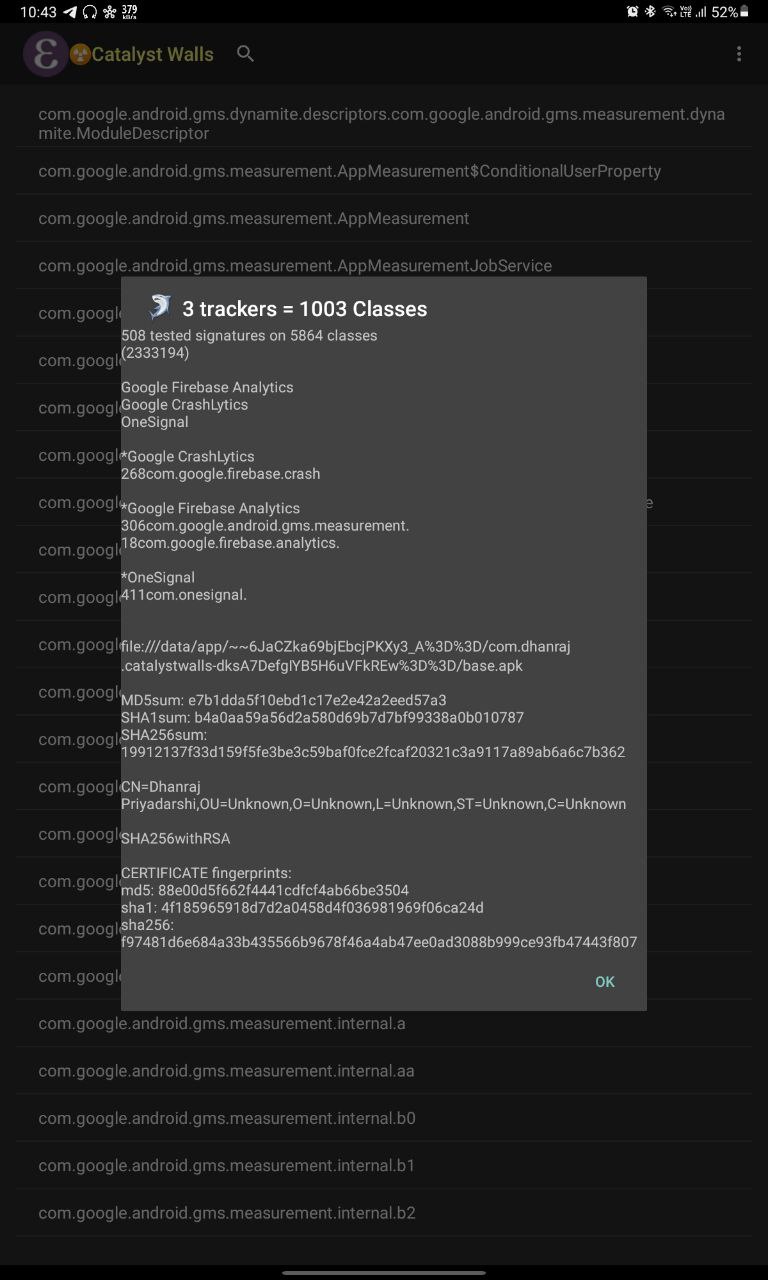 10:43
379
kB/s
Vo))
LTE
52%
Catalyst Walls
com.google.android.gms.dynamite.descriptors.com.google.android.gms.measurement.dyna
mite.ModuleDescriptor
com.google.android.gms.measurement.AppMeasurement$ConditionalUserProperty
com.google.android.gms.measurement.AppMeasurement
com.google.android.gms.measurement.AppMeasurementJobService
3 trackers = 1003 Classes
508 tested signatures on 5864 classes
(2333194)
Google Firebase Analytics
Google CrashLytics
OneSignal
*Google CrashLytics
268com.google.firebase.crash
*Google Firebase Analytics
306com.google.android.gms.measurement.
18com.google.firebase.analytics.
*OneSignal
411com.onesignal.
file:///data/app/~~6JaCZka69bjEbcjPKXy3_A%3D%3D/com.dhanraj
.catalystwalls-dksA7DefgIYB5H6uVFkREw%3D%3D/base.apk
MD5sum: e7b1dda5f10ebd1c17e2e42a2eed57a3
SHA1sum: b4a0aa59a56d2a580d69b7d7bf99338a0b010787
SHA256sum:
19912137f33d159f5fe3be3c59baf0fce2fcaf20321c3a9117a89ab6a6c7b362
CN=Dhanraj
Priyadarshi,OU=Unknown,O=Unknown,L=Unknown,ST=Unknown,C=Unknown
SHA256withRSA
CERTIFICATE fingerprints:
md5: 88e00d5f662f4441cdfcf4ab66be3504
sha1: 4f185965918d7d2a0458d4f036981969f06ca24d
sha256:
f97481d6e684a33b435566b9678f46a4ab47ee0ad3088b999ce93fb47443f807
OK
com.google.android.gms.measurement.internal.a
com.google.android.gms.measurement.internal.aa
com.google.android.gms.measurement.internal.b0
com.google.android.gms.measurement.internal.b1
com.google.android.gms.measurement.internal.b2